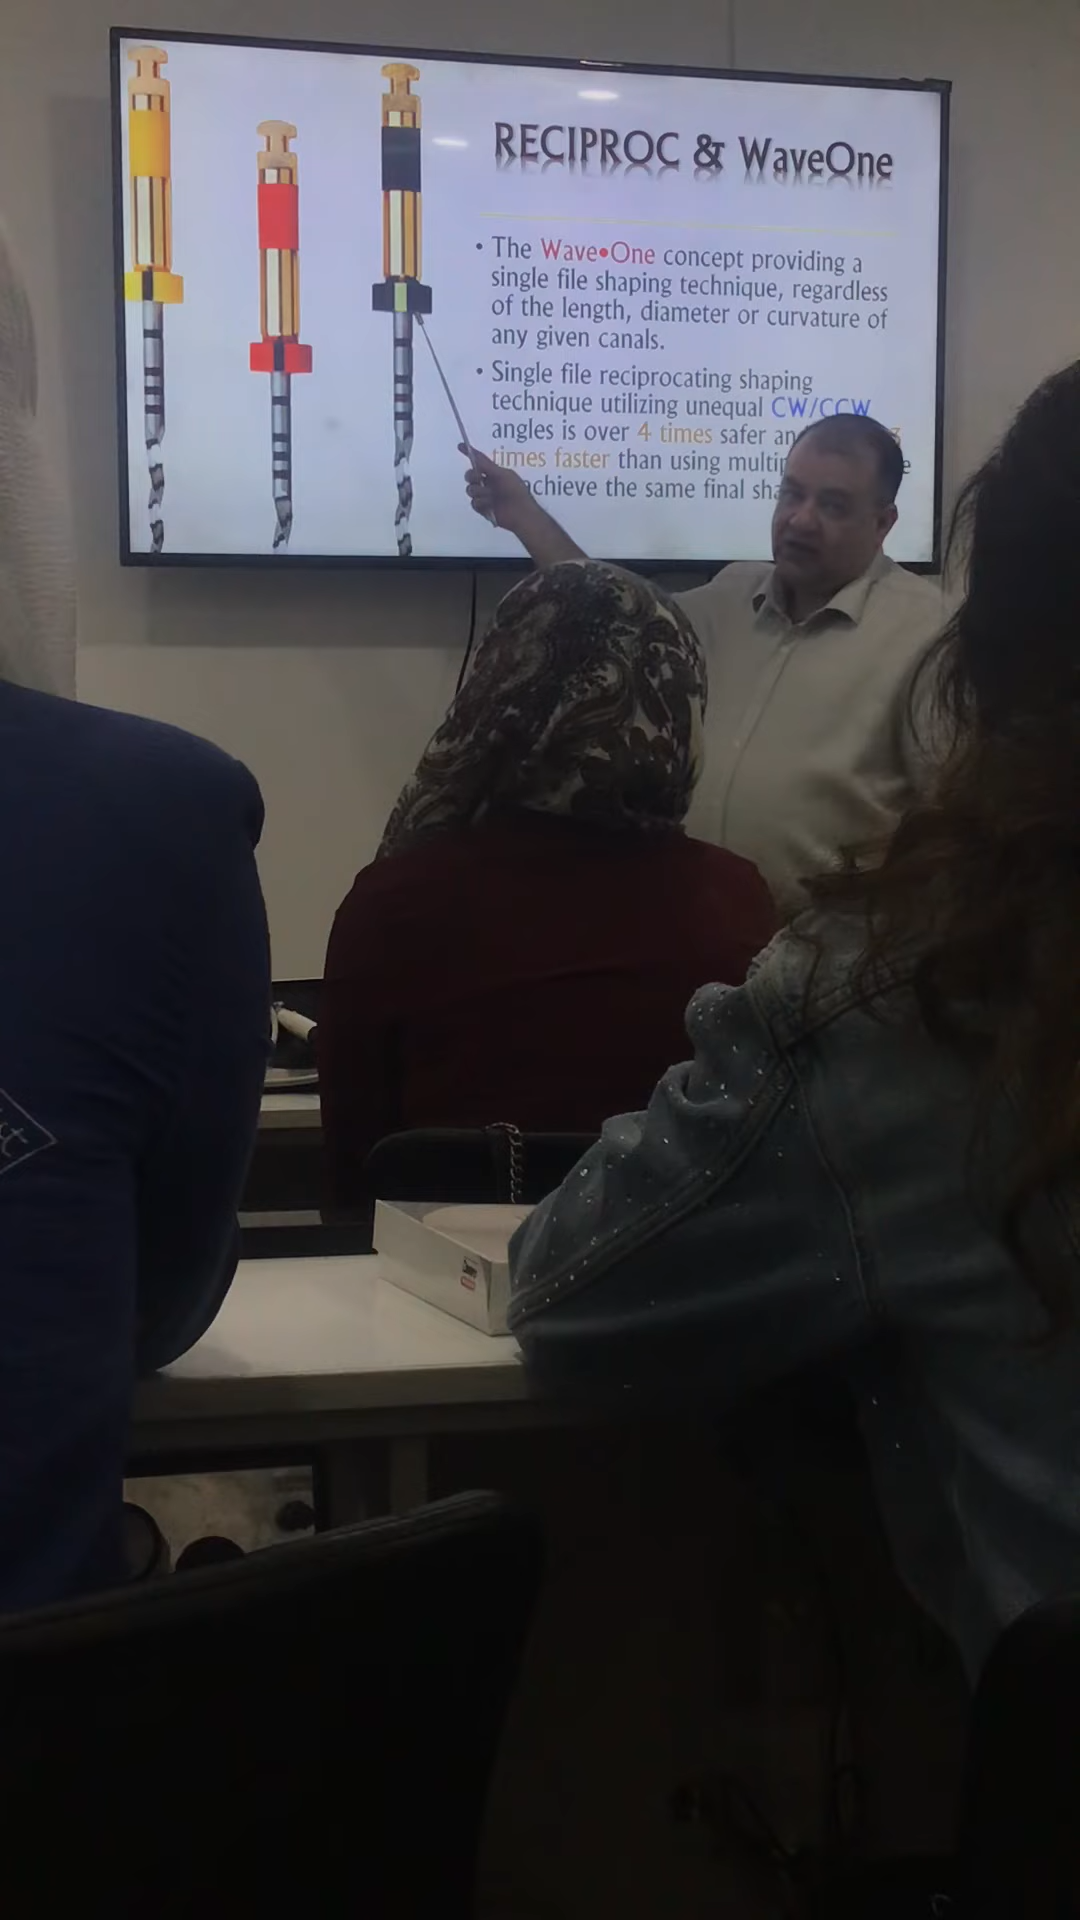 RECIPROC & WaveOne
• The Wave•One concept providing a
single file shaping technique, regardless
of the length, diameter or curvature of
any given canals.
• Single file reciprocating shaping
technique utilizing unequal CW/CCW
angles is over 4 times safer an 3
times faster than using multip e
achieve the same final sha